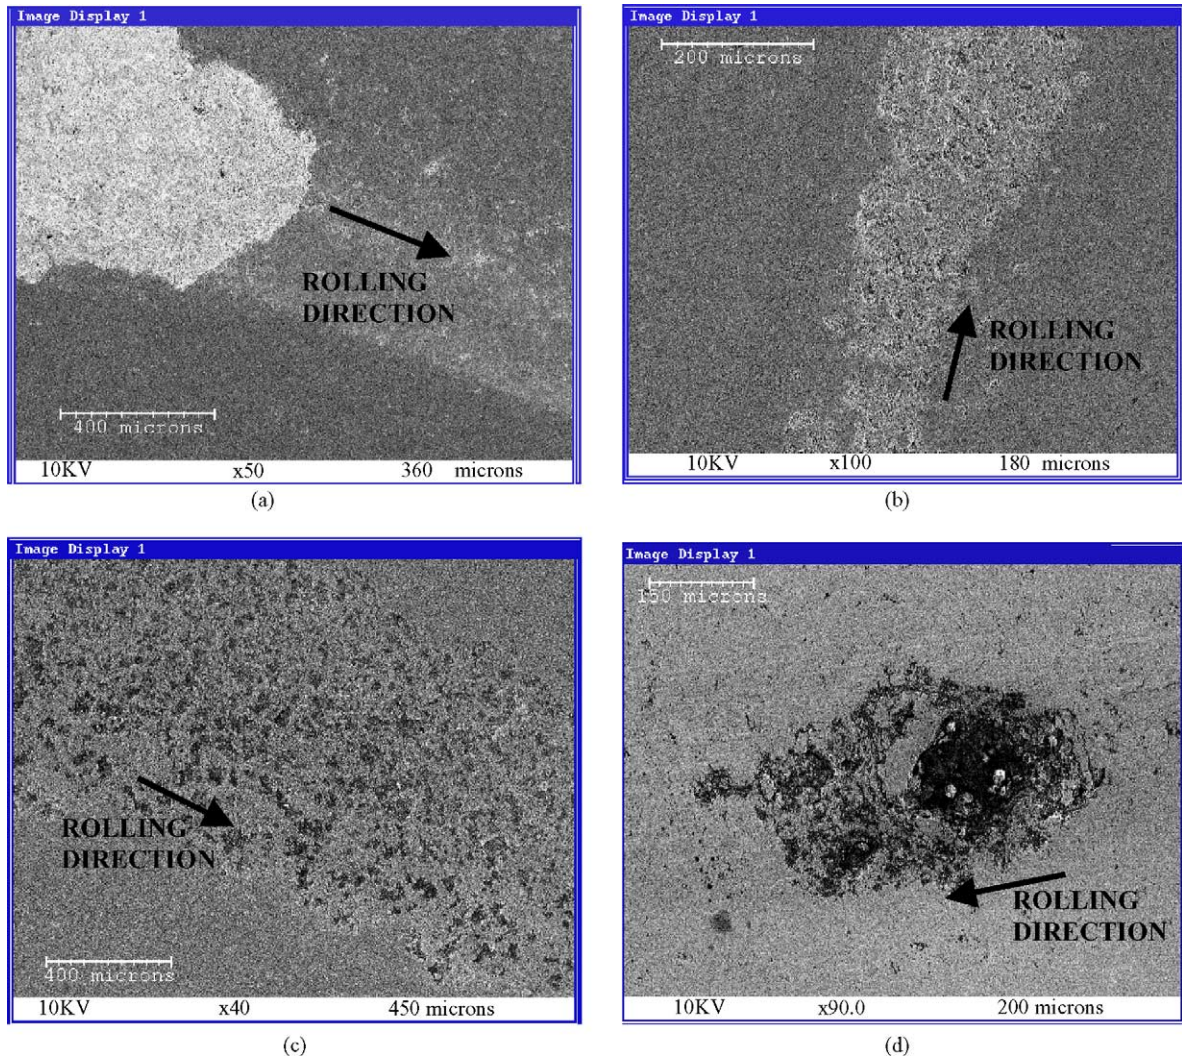 Image Display 1
ROLLING
DIRECTION
400 microns
10KV x50 360 microns
(a)
Image Display 1
200 microns
ROLLING
DIRECTION
10KV x100 180 microns
(b)
Image Display 1
ROLLING
DIRECTION
400 microns
10KV x40 450 microns
(c)
Image Display 1
150 microns
ROLLING
DIRECTION
10KV x90.0 200 microns
(d)